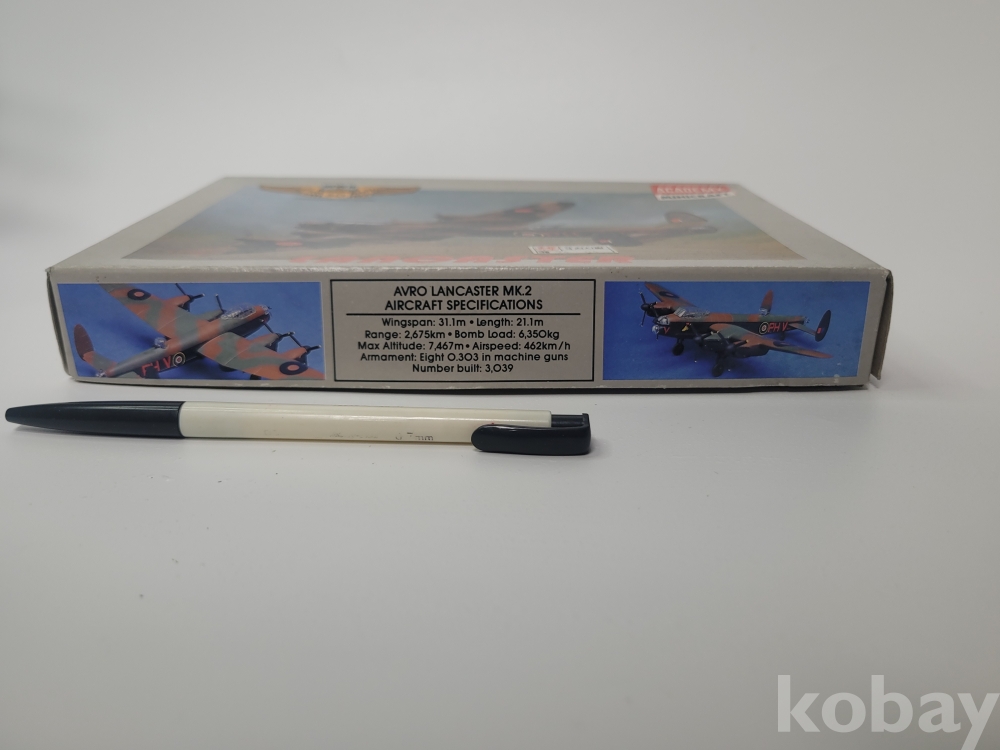 ACADEMY
AVRO LANCASTER MK.2
AIRCRAFT SPECIFICATIONS
Wingspan: 31.1m • Length: 21.1m
Range: 2,675km • Bomb Load: 6,350kg
Max Altitude: 7,467m • Airspeed: 462km/h
Armament: Eight 0.303 in machine guns
Number built: 3,039
PH V
kobay